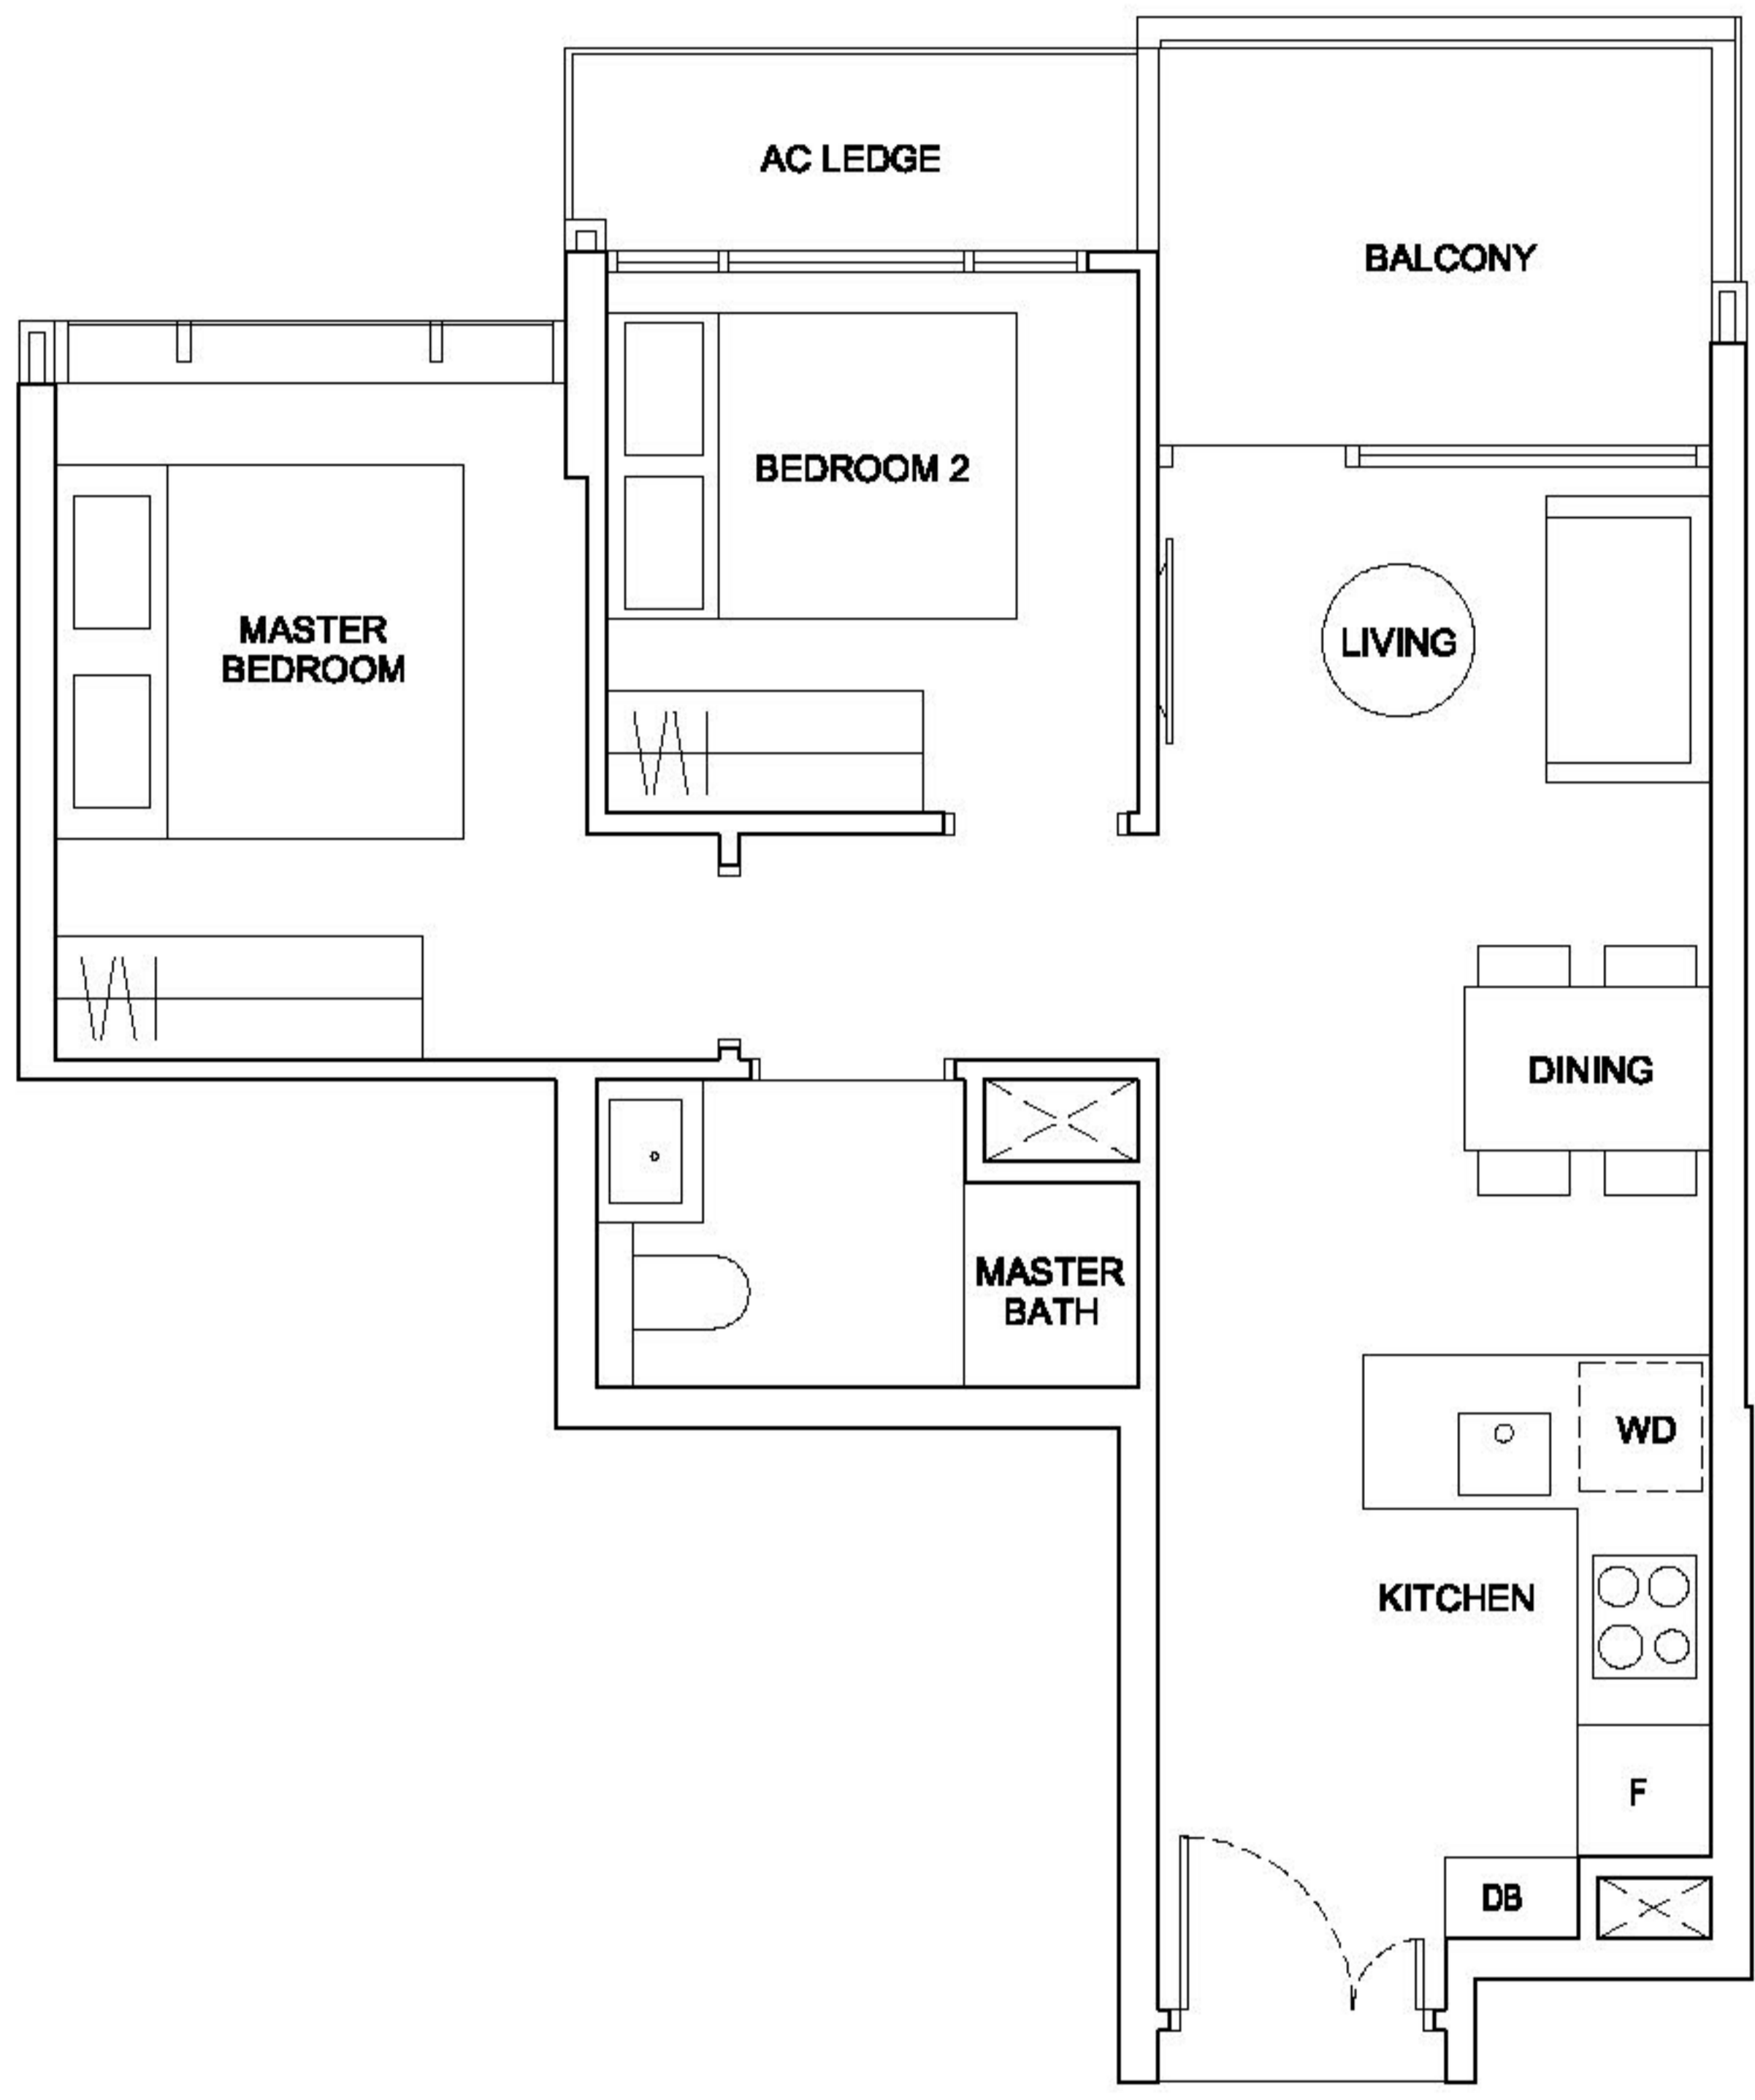 AC LEDGE
BALCONY
BEDROOM 2
MASTER
BEDROOM
LIVING
W
W
DINING
MASTER
BATH
WD
KITCHEN
F
DB